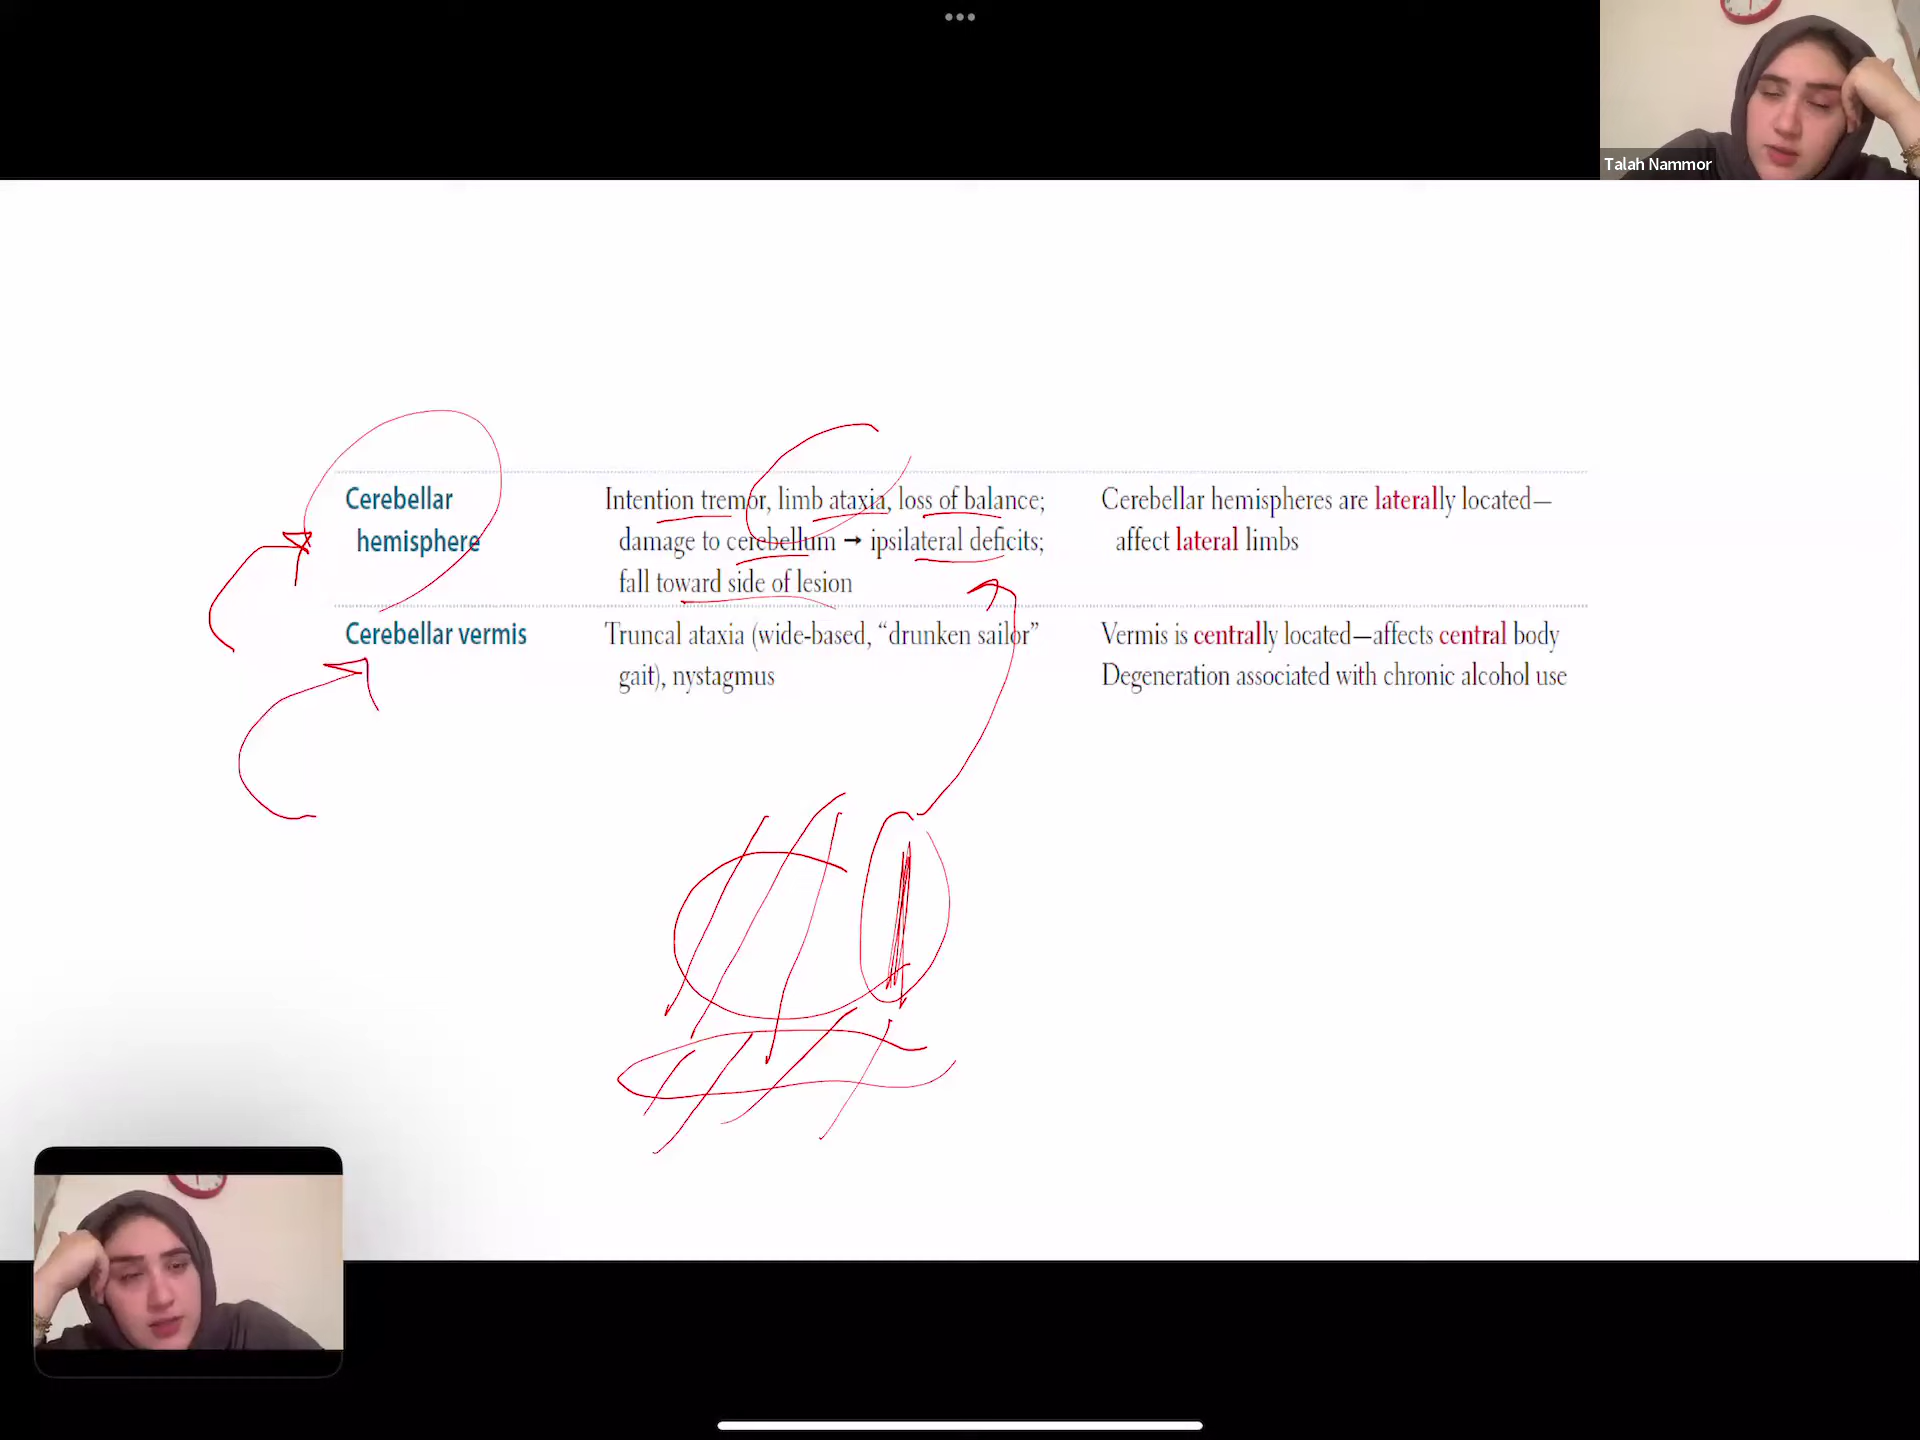 Talah Nammor
Cerebellar
hemisphere
Intention tremor, limb ataxia, loss of balance;
damage to cerebellum → ipsilateral deficits;
fall toward side of lesion
Cerebellar hemispheres are laterally located—
affect lateral limbs
Cerebellar vermis
Truncal ataxia (wide-based, “drunken sailor”
gait), nystagmus
Vermis is centrally located—affects central body
Degeneration associated with chronic alcohol use